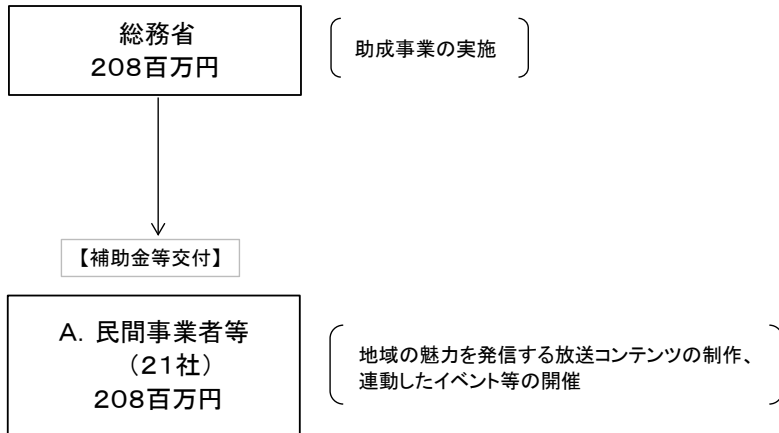 総務省
208百万円
助成事業の実施
【補助金等交付】
A．民間事業者等
（21社）
208百万円
地域の魅力を発信する放送コンテンツの制作、
連動したイベント等の開催